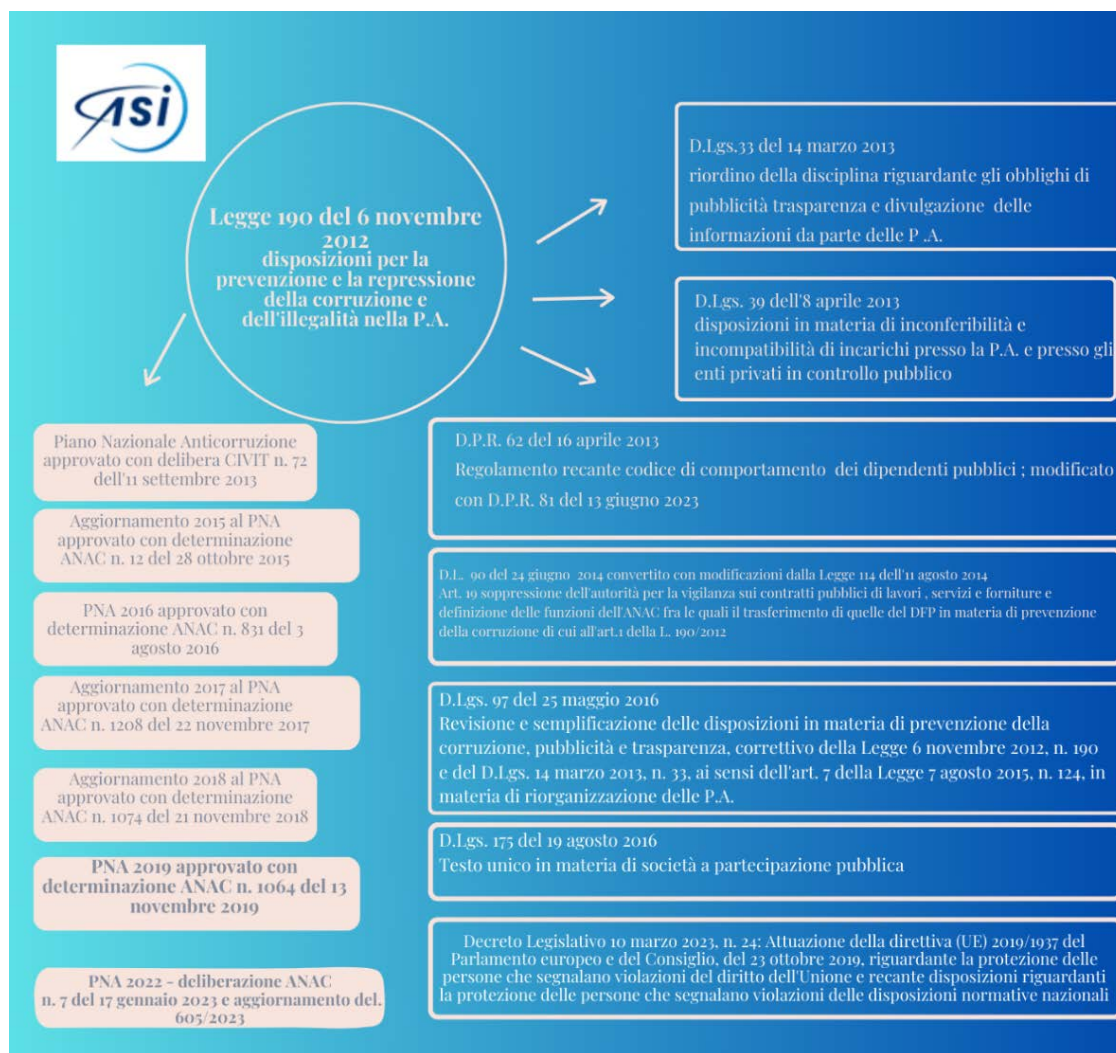 asi
Legge 190 del 6 novembre
2012
disposizioni per la
prevenzione e la repressione
della corruzione e
dell'illegalità nella P.A.
D.Lgs.33 del 14 marzo 2013
riordino della disciplina riguardante gli obblighi di
pubblicità trasparenza e divulgazione delle
informazioni da parte delle P .A.
D.Lgs. 39 dell'8 aprile 2013
disposizioni in materia di inconferibilità e
incompatibilità di incarichi presso la P.A. e presso gli
enti privati in controllo pubblico
Piano Nazionale Anticorruzione
approvato con delibera CIVIT n. 72
dell'11 settembre 2013
Aggiornamento 2015 al PNA
approvato con determinazione
ANAC n. 12 del 28 ottobre 2015
PNA 2016 approvato con
determinazione ANAC n. 831 del 3
agosto 2016
Aggiornamento 2017 al PNA
approvato con determinazione
ANAC n. 1208 del 22 novembre 2017
Aggiornamento 2018 al PNA
approvato con determinazione
ANAC n. 1074 del 21 novembre 2018
PNA 2019 approvato con
determinazione ANAC n. 1064 del 13
novembre 2019
PNA 2022 - deliberazione ANAC
n. 7 del 17 gennaio 2023 e aggiornamento del.
605/2023
D.P.R. 62 del 16 aprile 2013
Regolamento recante codice di comportamento dei dipendenti pubblici ; modificato
con D.P.R. 81 del 13 giugno 2023
D.L. 90 del 24 giugno 2014 convertito con modificazioni dalla Legge 114 dell'11 agosto 2014
Art. 19 soppressione dell'autorità per la vigilanza sui contratti pubblici di lavori , servizi e forniture e
definizione delle funzioni dell'ANAC fra le quali il trasferimento di quelle del DFP in materia di prevenzione
della corruzione di cui all'art.1 della L. 190/2012
D.Lgs. 97 del 25 maggio 2016
Revisione e semplificazione delle disposizioni in materia di prevenzione della
corruzione, pubblicità e trasparenza, correttivo della Legge 6 novembre 2012, n. 190
e del D.Lgs. 14 marzo 2013, n. 33, ai sensi dell'art. 7 della Legge 7 agosto 2015, n. 124, in
materia di riorganizzazione delle P.A.
D.Lgs. 175 del 19 agosto 2016
Testo unico in materia di società a partecipazione pubblica
Decreto Legislativo 10 marzo 2023, n. 24: Attuazione della direttiva (UE) 2019/1937 del
Parlamento europeo e del Consiglio, del 23 ottobre 2019, riguardante la protezione delle
persone che segnalano violazioni del diritto dell'Unione e recante disposizioni riguardanti
la protezione delle persone che segnalano violazioni delle disposizioni normative nazionali